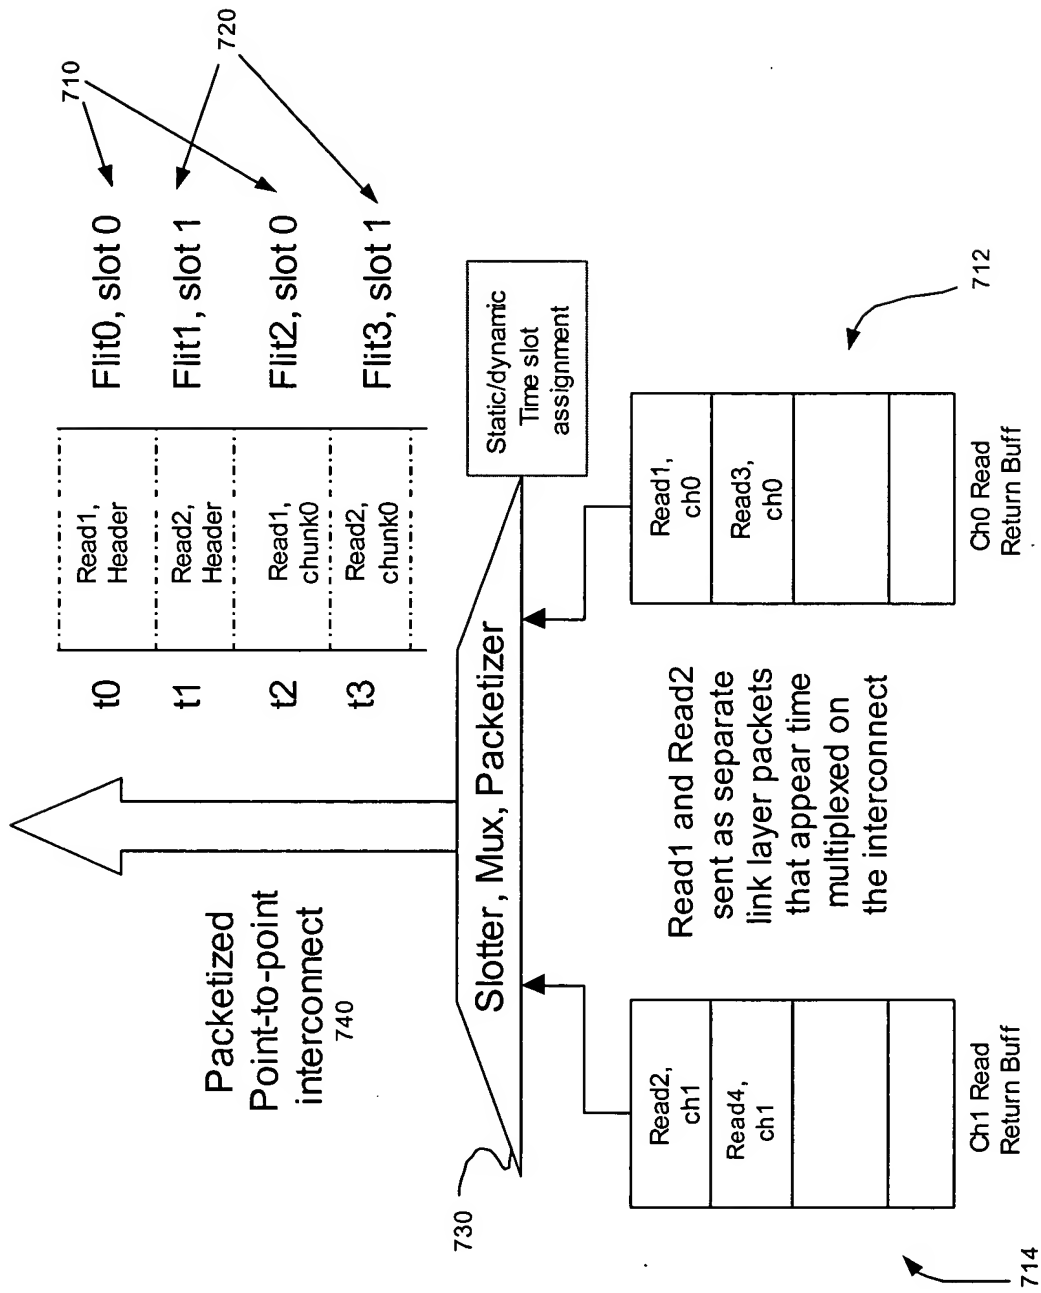 Packetized
Point-to-point
interconnect
740
t0
t1
t2
t3
Read1,
Header
Read2,
Header
Read1,
chunk0
Read2,
chunk0
Flit0, slot 0
Flit1, slot 1
Flit2, slot 0
Flit3, slot 1
710
720
730
Slotter, Mux, Packetizer
Static/dynamic
Time slot
assignment
Read2,
ch1
Read4,
ch1
Ch1 Read
Return Buff
714
Read1 and Read2
sent as separate
link layer packets
that appear time
multiplexed on
the interconnect
Read1,
ch0
Read3,
ch0
Ch0 Read
Return Buff
712